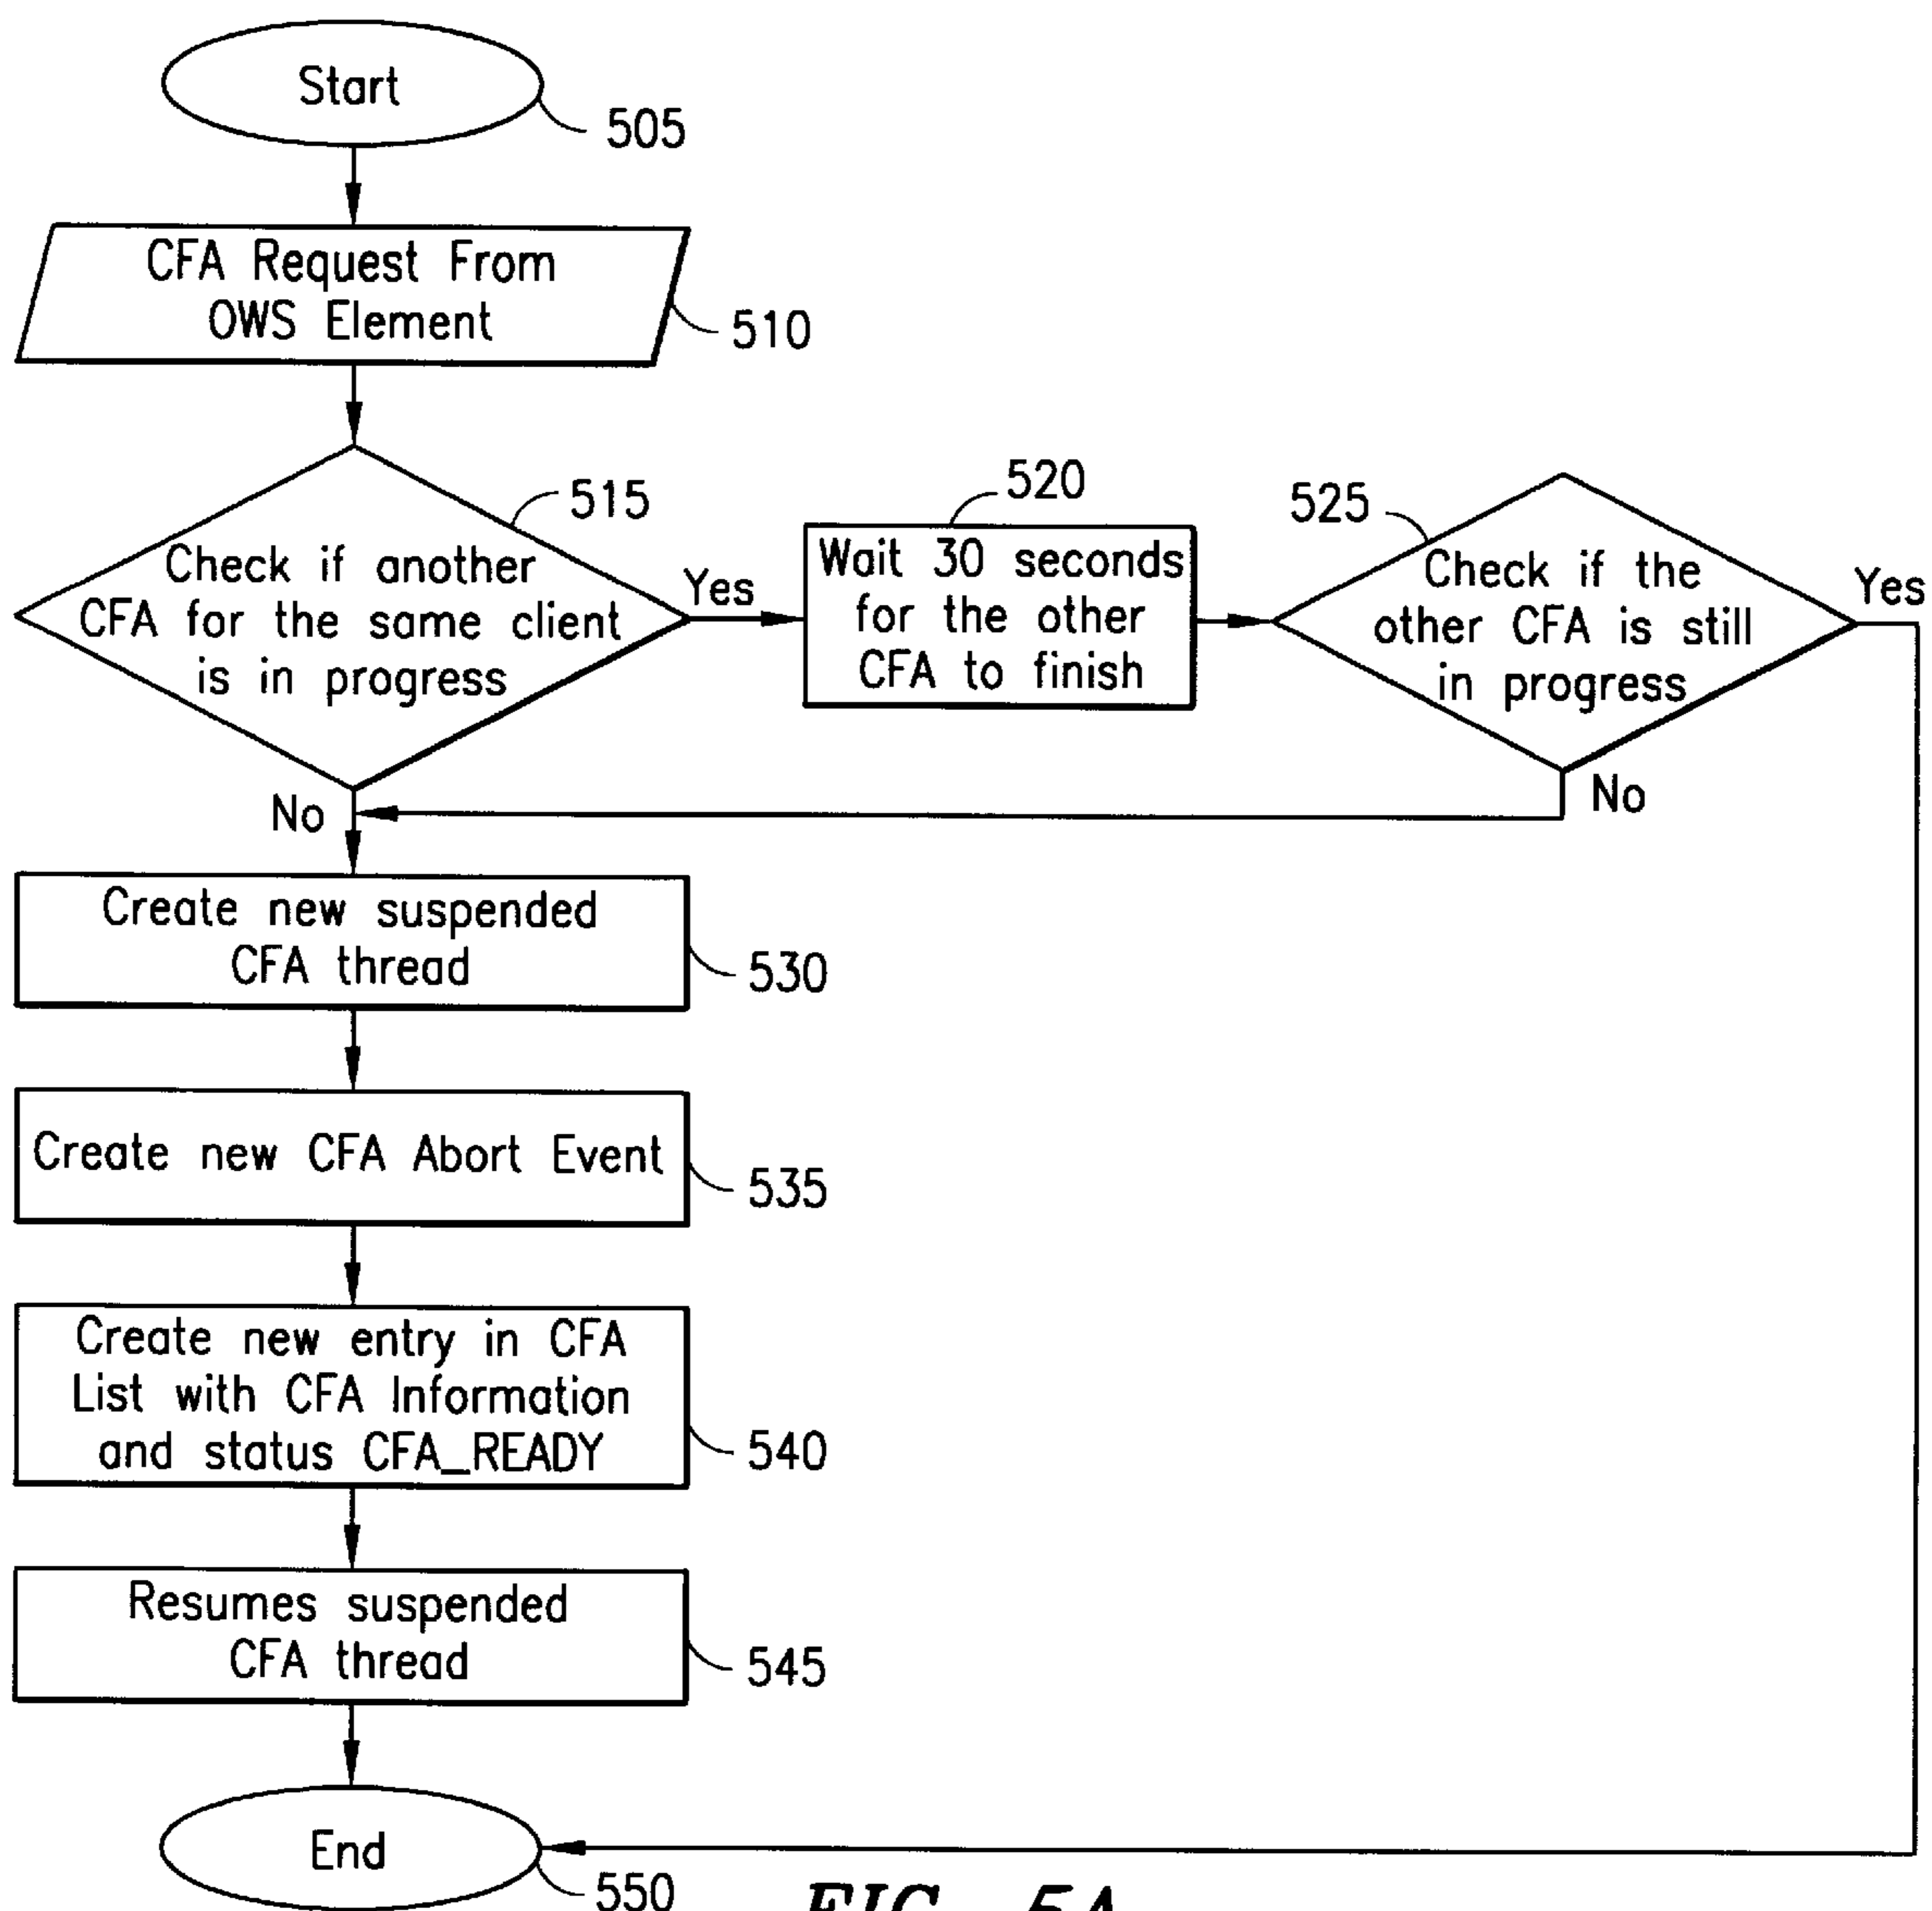 Start
505
CFA Request From
OWS Element
510
515
Check if another
CFA for the same client
is in progress
Yes
520
Wait 30 seconds
for the other
CFA to finish
525
Check if the
other CFA is still
in progress
Yes
No
No
Create new suspended
CFA thread
530
Create new CFA Abort Event
535
Create new entry in CFA
List with CFA Information
and status CFA_READY
540
Resumes suspended
CFA thread
545
End
550
FIG. 5A